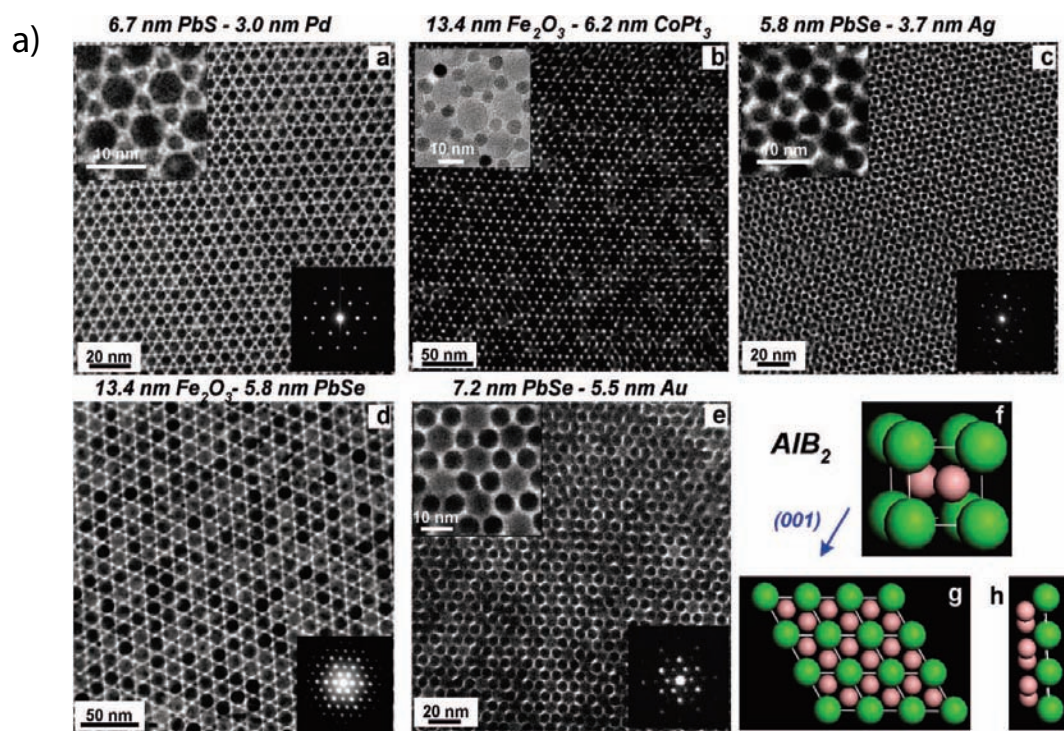 a)
6.7 nm PbS - 3.0 nm Pd
13.4 nm Fe₂O₃ - 6.2 nm CoPt₃
5.8 nm PbSe - 3.7 nm Ag
a
10 nm
20 nm
b
10 nm
50 nm
c
10 nm
20 nm
13.4 nm Fe₂O₃- 5.8 nm PbSe
7.2 nm PbSe - 5.5 nm Au
d
50 nm
e
10 nm
20 nm
AlB₂
(001)
f
g
h